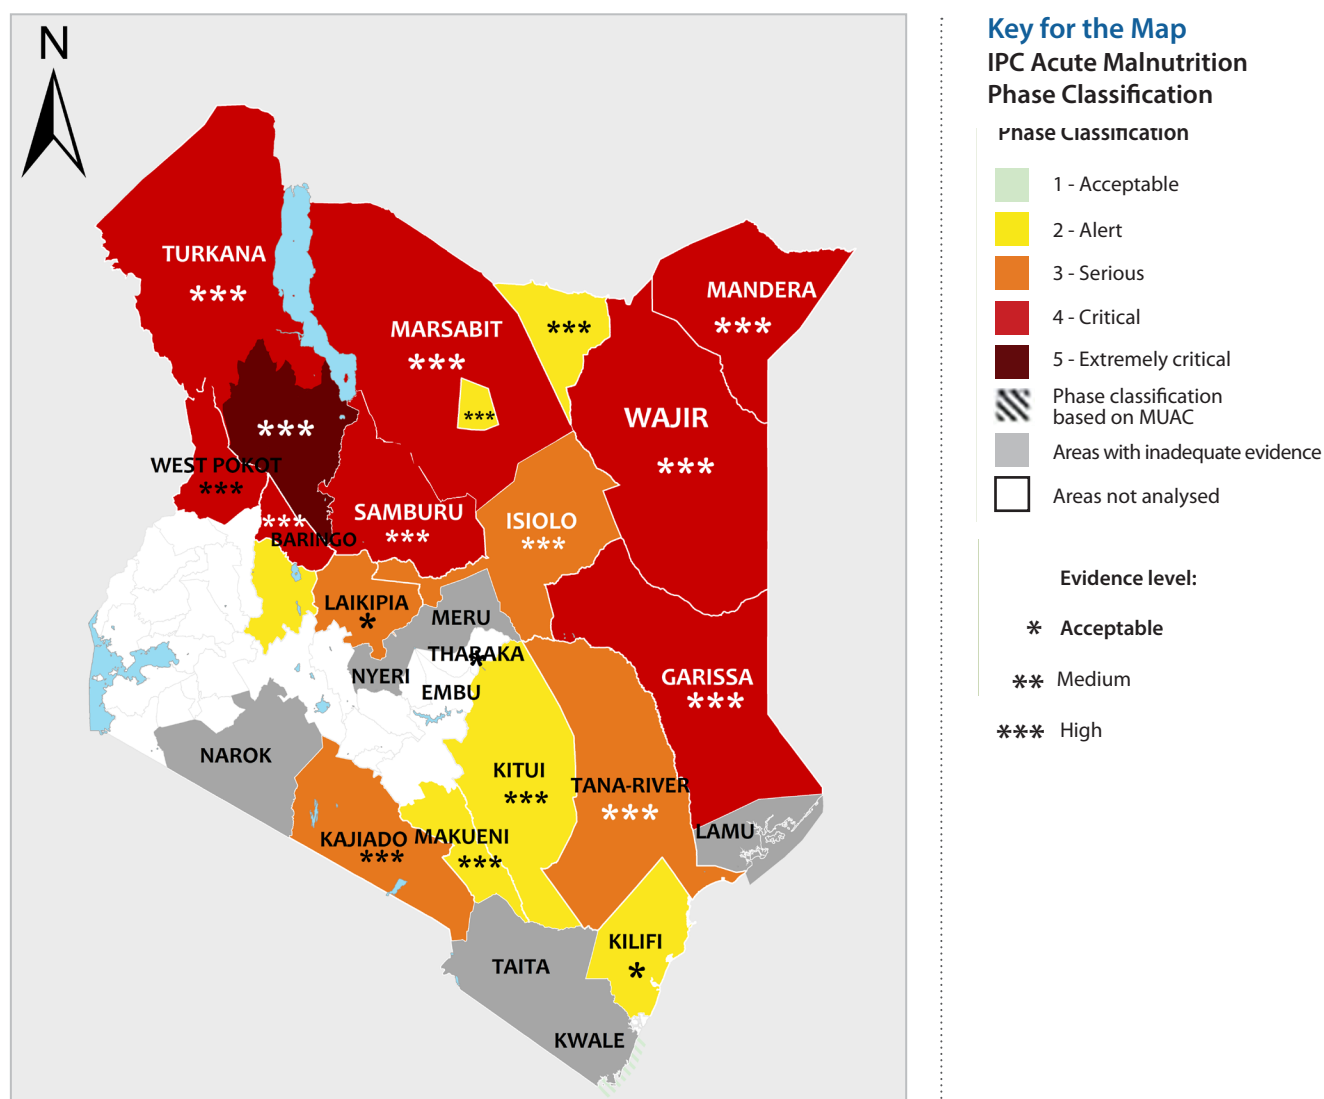 N
TURKANA
***
MARSABIT
***
***
***
MANDERA
***
WAJIR
***
***
WEST POKOT
***
***
BARINGO
SAMBURU
***
ISIOLO
***
LAIKIPIA
*
MERU
THARAKA
*
NYERI
EMBU
GARISSA
***
NAROK
KITUI
***
TANA-RIVER
***
LAMU
KAJIADO
***
MAKUENI
***
KILIFI
*
TAITA
KWALE
Key for the Map
IPC Acute Malnutrition
Phase Classification
Phase Classification
1 - Acceptable
2 - Alert
3 - Serious
4 - Critical
5 - Extremely critical
Phase classification
based on MUAC
Areas with inadequate evidence
Areas not analysed
Evidence level:
* Acceptable
** Medium
*** High